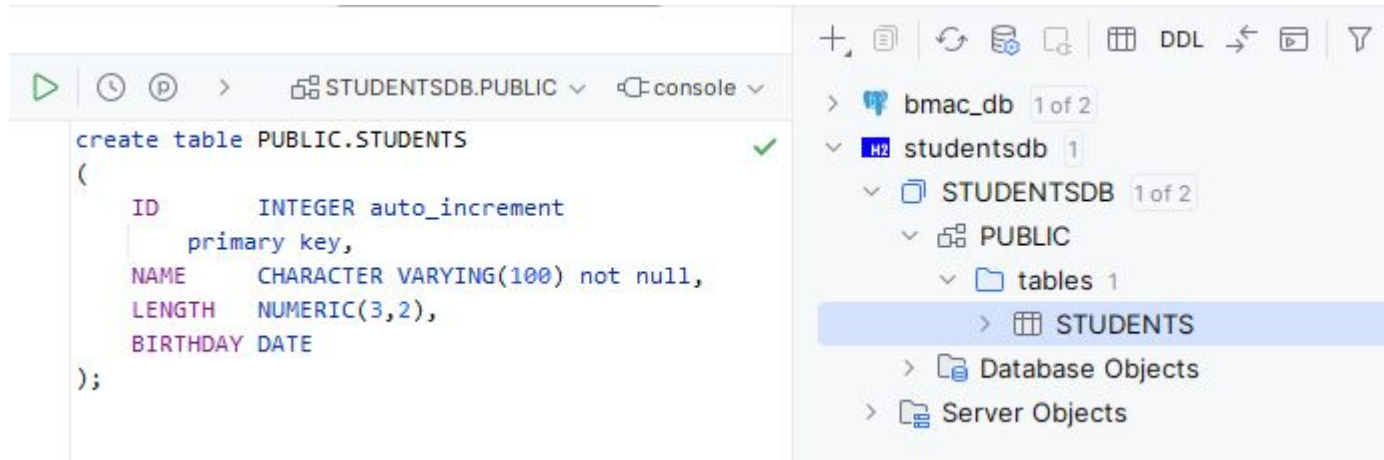 STUDENTSDB.PUBLIC console
create table PUBLIC.STUDENTS
(
ID INTEGER auto_increment
primary key,
NAME CHARACTER VARYING(100) not null,
LENGTH NUMERIC(3,2),
BIRTHDAY DATE
);
DDL
bmac_db 1 of 2
H2 studentsdb 1
STUDENTSDB 1 of 2
PUBLIC
tables 1
STUDENTS
Database Objects
Server Objects